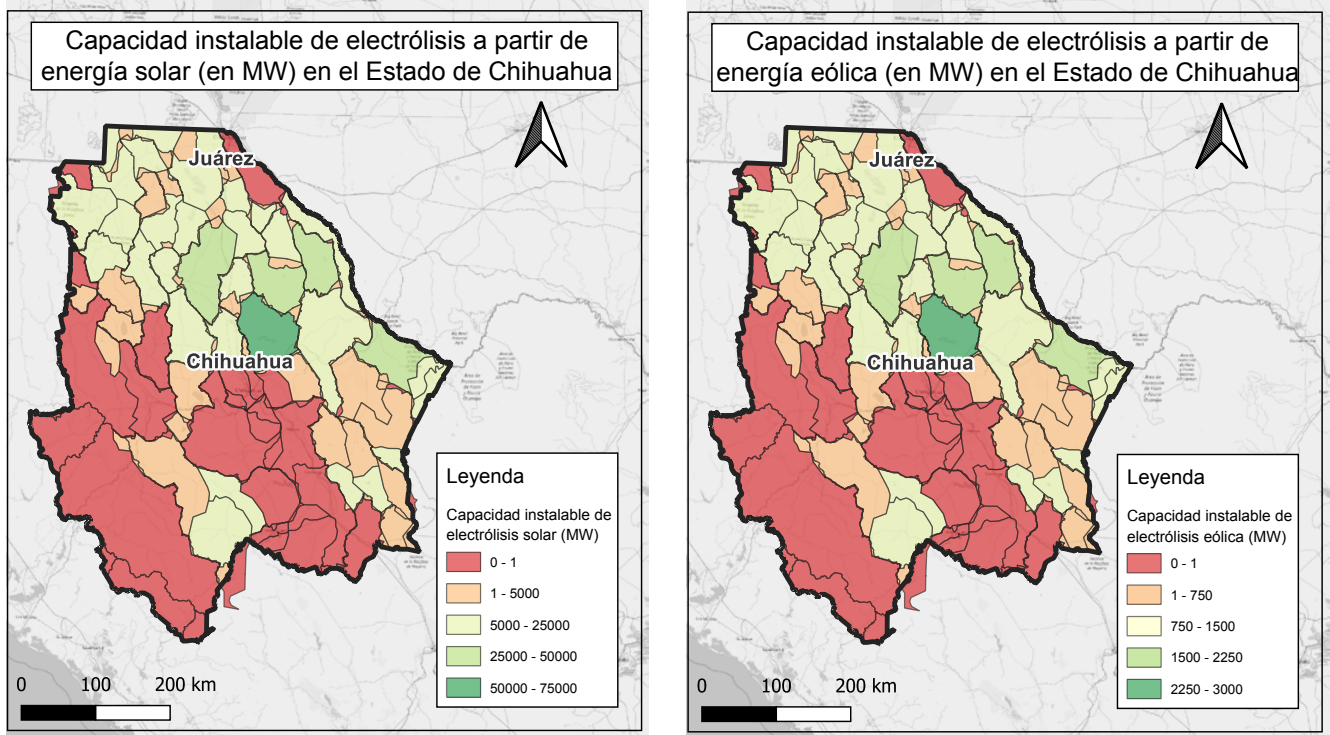 Capacidad instalable de electrólisis a partir de
energía solar (en MW) en el Estado de Chihuahua
Juárez
Chihuahua
Leyenda
Capacidad instalable de
electrólisis solar (MW)
0 - 1
1 - 5000
5000 - 25000
25000 - 50000
50000 - 75000
0 100 200 km
Capacidad instalable de electrólisis a partir de
energía eólica (en MW) en el Estado de Chihuahua
Juárez
Chihuahua
Leyenda
Capacidad instalable de
electrólisis eólica (MW)
0 - 1
1 - 750
750 - 1500
1500 - 2250
2250 - 3000
0 100 200 km